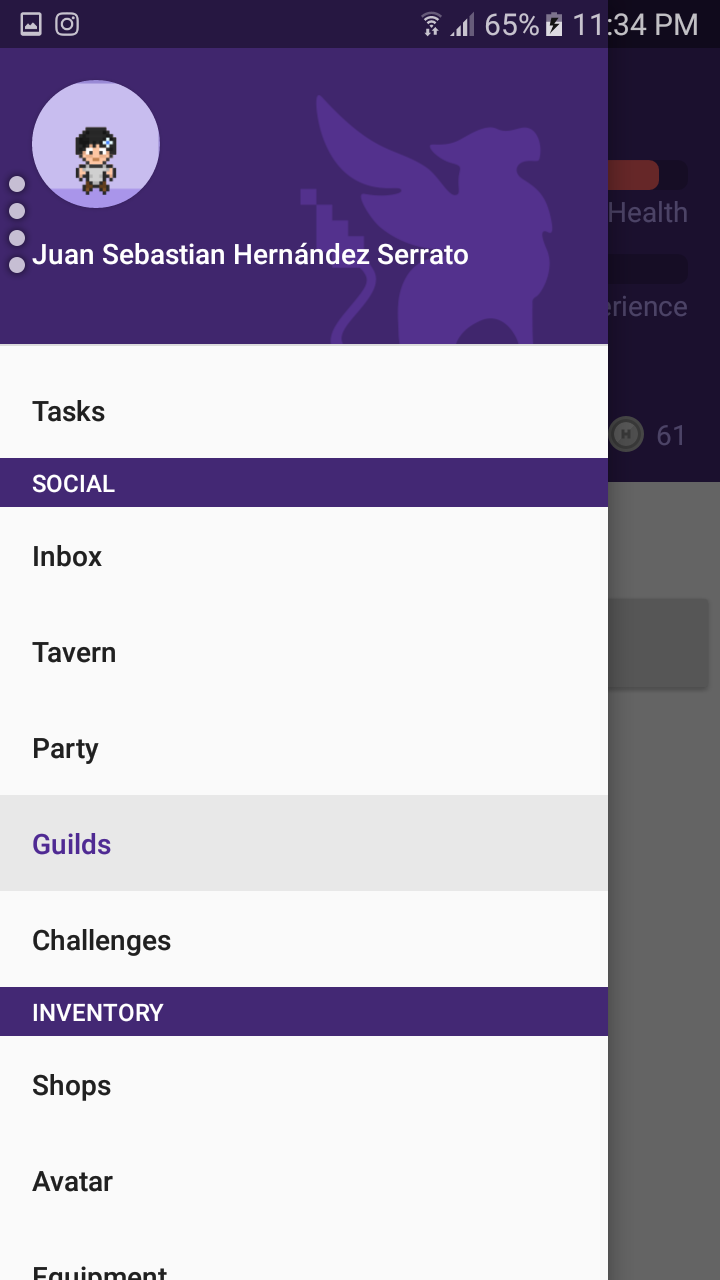 65% 11:34 PM
Health
Juan Sebastian Hernández Serrato
erience
Tasks
61
SOCIAL
Inbox
Tavern
Party
Guilds
Challenges
INVENTORY
Shops
Avatar
Equipment